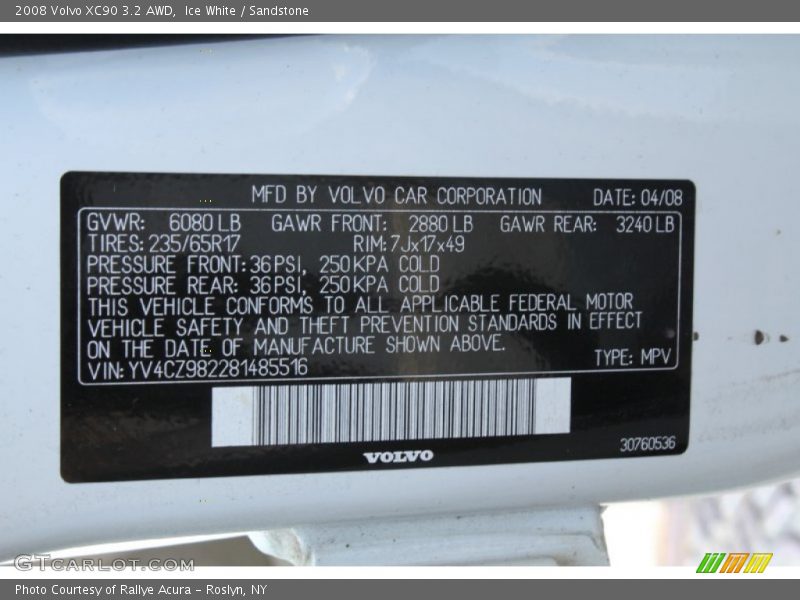 2008 Volvo XC90 3.2 AWD, Ice White / Sandstone
MFD BY VOLVO CAR CORPORATION DATE: 04/08
GVWR: 6080 LB GAWR FRONT: 2880 LB GAWR REAR: 3240 LB
TIRES: 235/65R17 RIM: 7Jx17x49
PRESSURE FRONT: 36 PSI, 250 KPA COLD
PRESSURE REAR: 36 PSI, 250 KPA COLD
THIS VEHICLE CONFORMS TO ALL APPLICABLE FEDERAL MOTOR
VEHICLE SAFETY AND THEFT PREVENTION STANDARDS IN EFFECT
ON THE DATE OF MANUFACTURE SHOWN ABOVE.
VIN: YV4CZ982281485516 TYPE: MPV
30760536
VOLVO
GTCARLOT.COM
Photo Courtesy of Rallye Acura – Roslyn, NY